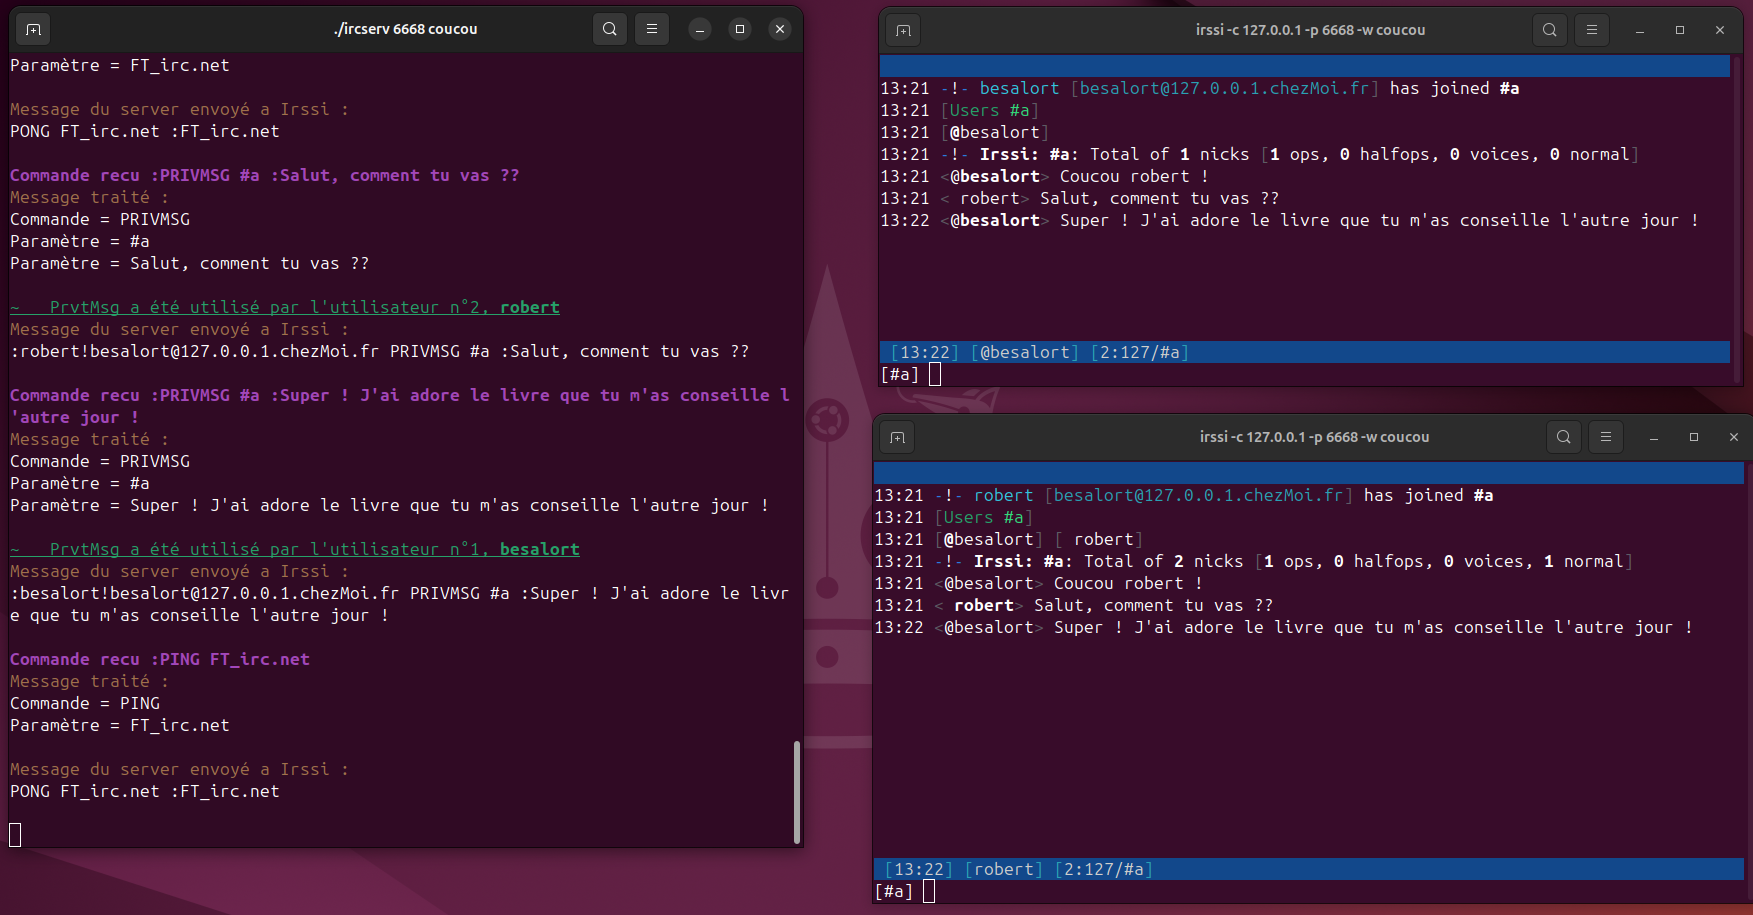 ./ircserv 6668 coucou
Paramètre = FT_irc.net
Message du server envoyé a Irssi :
PONG FT_irc.net :FT_irc.net
Commande recu :PRIVMSG #a :Salut, comment tu vas ??
Message traité :
Commande = PRIVMSG
Paramètre = #a
Paramètre = Salut, comment tu vas ??
~   PrvtMsg a été utilisé par l'utilisateur n°2, robert
Message du server envoyé a Irssi :
:robert!besalort@127.0.0.1.chezMoi.fr PRIVMSG #a :Salut, comment tu vas ??
Commande recu :PRIVMSG #a :Super ! J'ai adore le livre que tu m'as conseille l
'autre jour !
Message traité :
Commande = PRIVMSG
Paramètre = #a
Paramètre = Super ! J'ai adore le livre que tu m'as conseille l'autre jour !
~   PrvtMsg a été utilisé par l'utilisateur n°1, besalort
Message du server envoyé a Irssi :
:besalort!besalort@127.0.0.1.chezMoi.fr PRIVMSG #a :Super ! J'ai adore le livr
e que tu m'as conseille l'autre jour !
Commande recu :PING FT_irc.net
Message traité :
Commande = PING
Paramètre = FT_irc.net
Message du server envoyé a Irssi :
PONG FT_irc.net :FT_irc.net
irssi -c 127.0.0.1 -p 6668 -w coucou
13:21 -!- besalort [besalort@127.0.0.1.chezMoi.fr] has joined #a
13:21 [Users #a]
13:21 [@besalort]
13:21 -!- Irssi: #a: Total of 1 nicks [1 ops, 0 halfops, 0 voices, 0 normal]
13:21 <@besalort> Coucou robert !
13:21 < robert> Salut, comment tu vas ??
13:22 <@besalort> Super ! J'ai adore le livre que tu m'as conseille l'autre jour !
[13:22] [@besalort] [2:127/#a]
[#a]
irssi -c 127.0.0.1 -p 6668 -w coucou
13:21 -!- robert [besalort@127.0.0.1.chezMoi.fr] has joined #a
13:21 [Users #a]
13:21 [@besalort] [ robert]
13:21 -!- Irssi: #a: Total of 2 nicks [1 ops, 0 halfops, 0 voices, 1 normal]
13:21 <@besalort> Coucou robert !
13:21 < robert> Salut, comment tu vas ??
13:22 <@besalort> Super ! J'ai adore le livre que tu m'as conseille l'autre jour !
[13:22] [robert] [2:127/#a]
[#a]